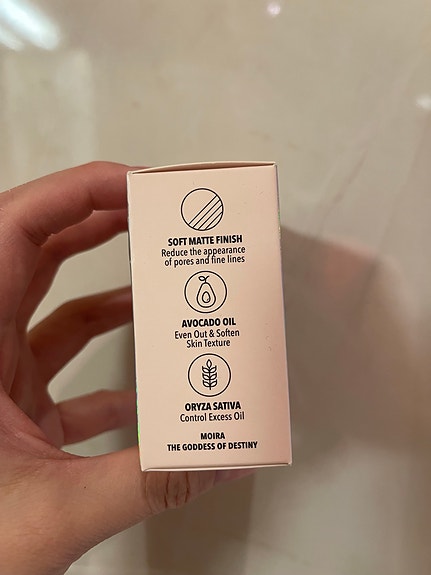 SOFT MATTE FINISH
Reduce the appearance
of pores and fine lines
AVOCADO OIL
Even Out & Soften
Skin Texture
ORYZA SATIVA
Control Excess Oil
MOIRA
THE GODDESS OF DESTINY